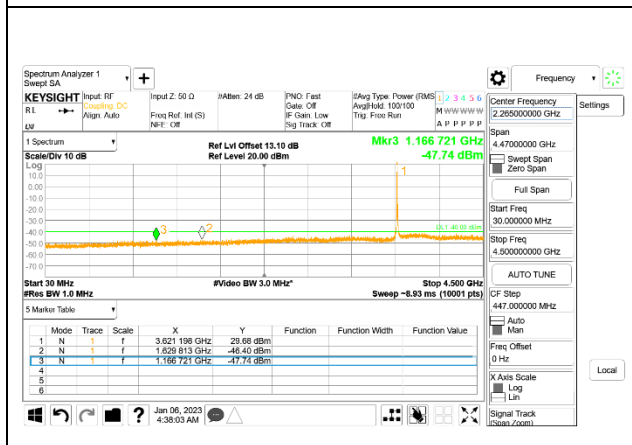 Spectrum Analyzer 1
Swept SA
Frequency
KEYSIGHT
RL
Input: RF
Coupling: DC
Align: Auto
Input Z: 50 Ω
Freq Ref: Int (S)
NFE: Off
#Atten: 24 dB
PNO: Fast
Gate: Off
IF Gain: Low
Sig Track: Off
#Avg Type: Power (RMS
Avg|Hold: 100/100
Trig: Free Run
1 2 3 4 5 6
M W W W W W
A P P P P P
Settings
Center Frequency
2.265000000 GHz
Span
4.47000000 GHz
Swept Span
Zero Span
Full Span
Start Freq
30.000000 MHz
Stop Freq
4.500000000 GHz
AUTO TUNE
CF Step
447.000000 MHz
Auto
Man
Freq Offset
0 Hz
X Axis Scale
Log
Lin
Signal Track
(Span Zoom)
Local
1 Spectrum
Scale/Div 10 dB
Ref Lvl Offset 13.10 dB
Ref Level 20.00 dBm
Mkr3 1.166 721 GHz
-47.74 dBm
Log
10.0
0.00
-10.0
-20.0
-30.0
-40.0
-50.0
-60.0
-70.0
1
2
3
DL1 -40.00 dBm
Start 30 MHz
#Res BW 1.0 MHz
#Video BW 3.0 MHz*
Stop 4.500 GHz
Sweep ~8.93 ms (10001 pts)
5 Marker Table
Mode Trace Scale X Y Function Function Width Function Value
1 N 1 f 3.621 198 GHz 29.68 dBm
2 N 1 f 1.629 813 GHz -46.40 dBm
3 N 1 f 1.166 721 GHz -47.74 dBm
4
5
6
Jan 06, 2023
4:38:03 AM